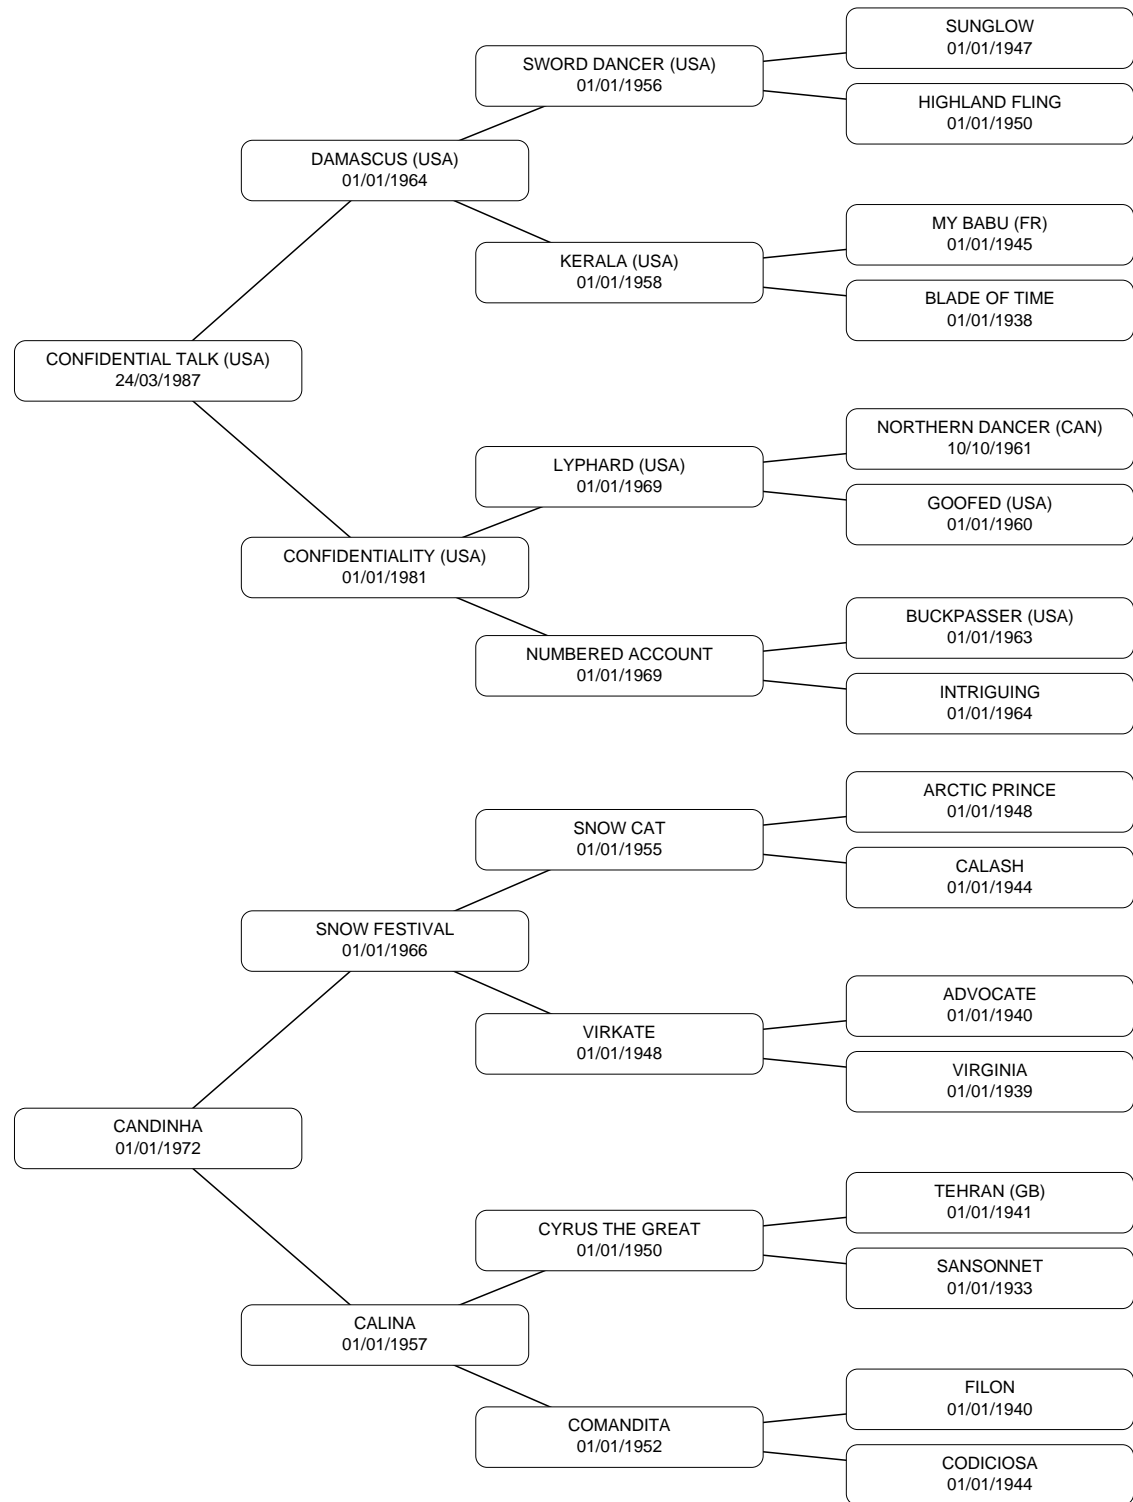 SUNGLOW
01/01/1947
SWORD DANCER (USA)
01/01/1956
HIGHLAND FLING
01/01/1950
DAMASCUS (USA)
01/01/1964
MY BABU (FR)
01/01/1945
KERALA (USA)
01/01/1958
BLADE OF TIME
01/01/1938
CONFIDENTIAL TALK (USA)
24/03/1987
NORTHERN DANCER (CAN)
10/10/1961
LYPHARD (USA)
01/01/1969
GOOFED (USA)
01/01/1960
CONFIDENTIALITY (USA)
01/01/1981
BUCKPASSER (USA)
01/01/1963
NUMBERED ACCOUNT
01/01/1969
INTRIGUING
01/01/1964
ARCTIC PRINCE
01/01/1948
SNOW CAT
01/01/1955
CALASH
01/01/1944
SNOW FESTIVAL
01/01/1966
ADVOCATE
01/01/1940
VIRKATE
01/01/1948
VIRGINIA
01/01/1939
CANDINHA
01/01/1972
TEHRAN (GB)
01/01/1941
CYRUS THE GREAT
01/01/1950
SANSONNET
01/01/1933
CALINA
01/01/1957
FILON
01/01/1940
COMANDITA
01/01/1952
CODICIOSA
01/01/1944